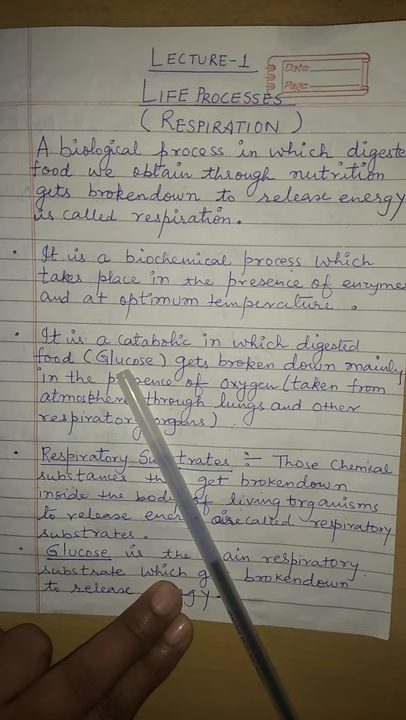 LECTURE-1
Date:
Page:
LIFE PROCESSES
(RESPIRATION)
A biological process in which digeste
food we obtain through nutrition
gets brokendown to release energy
is called respiration.
• It is a biochemical process which
takes place in the presence of enzyme
and at optimum temperature.
• It is a catabolic in which digested
food (Glucose) gets broken down mainly
in the presence of oxygen (taken from
atmosphere through lungs and other
respiratory organs)
• Respiratory Substrates :- Those Chemical
substances get brokendown
inside the body of living organisms
to release are called respiratory
substrates.
• Glucose is the respiratory
substrate which brokendown
to release